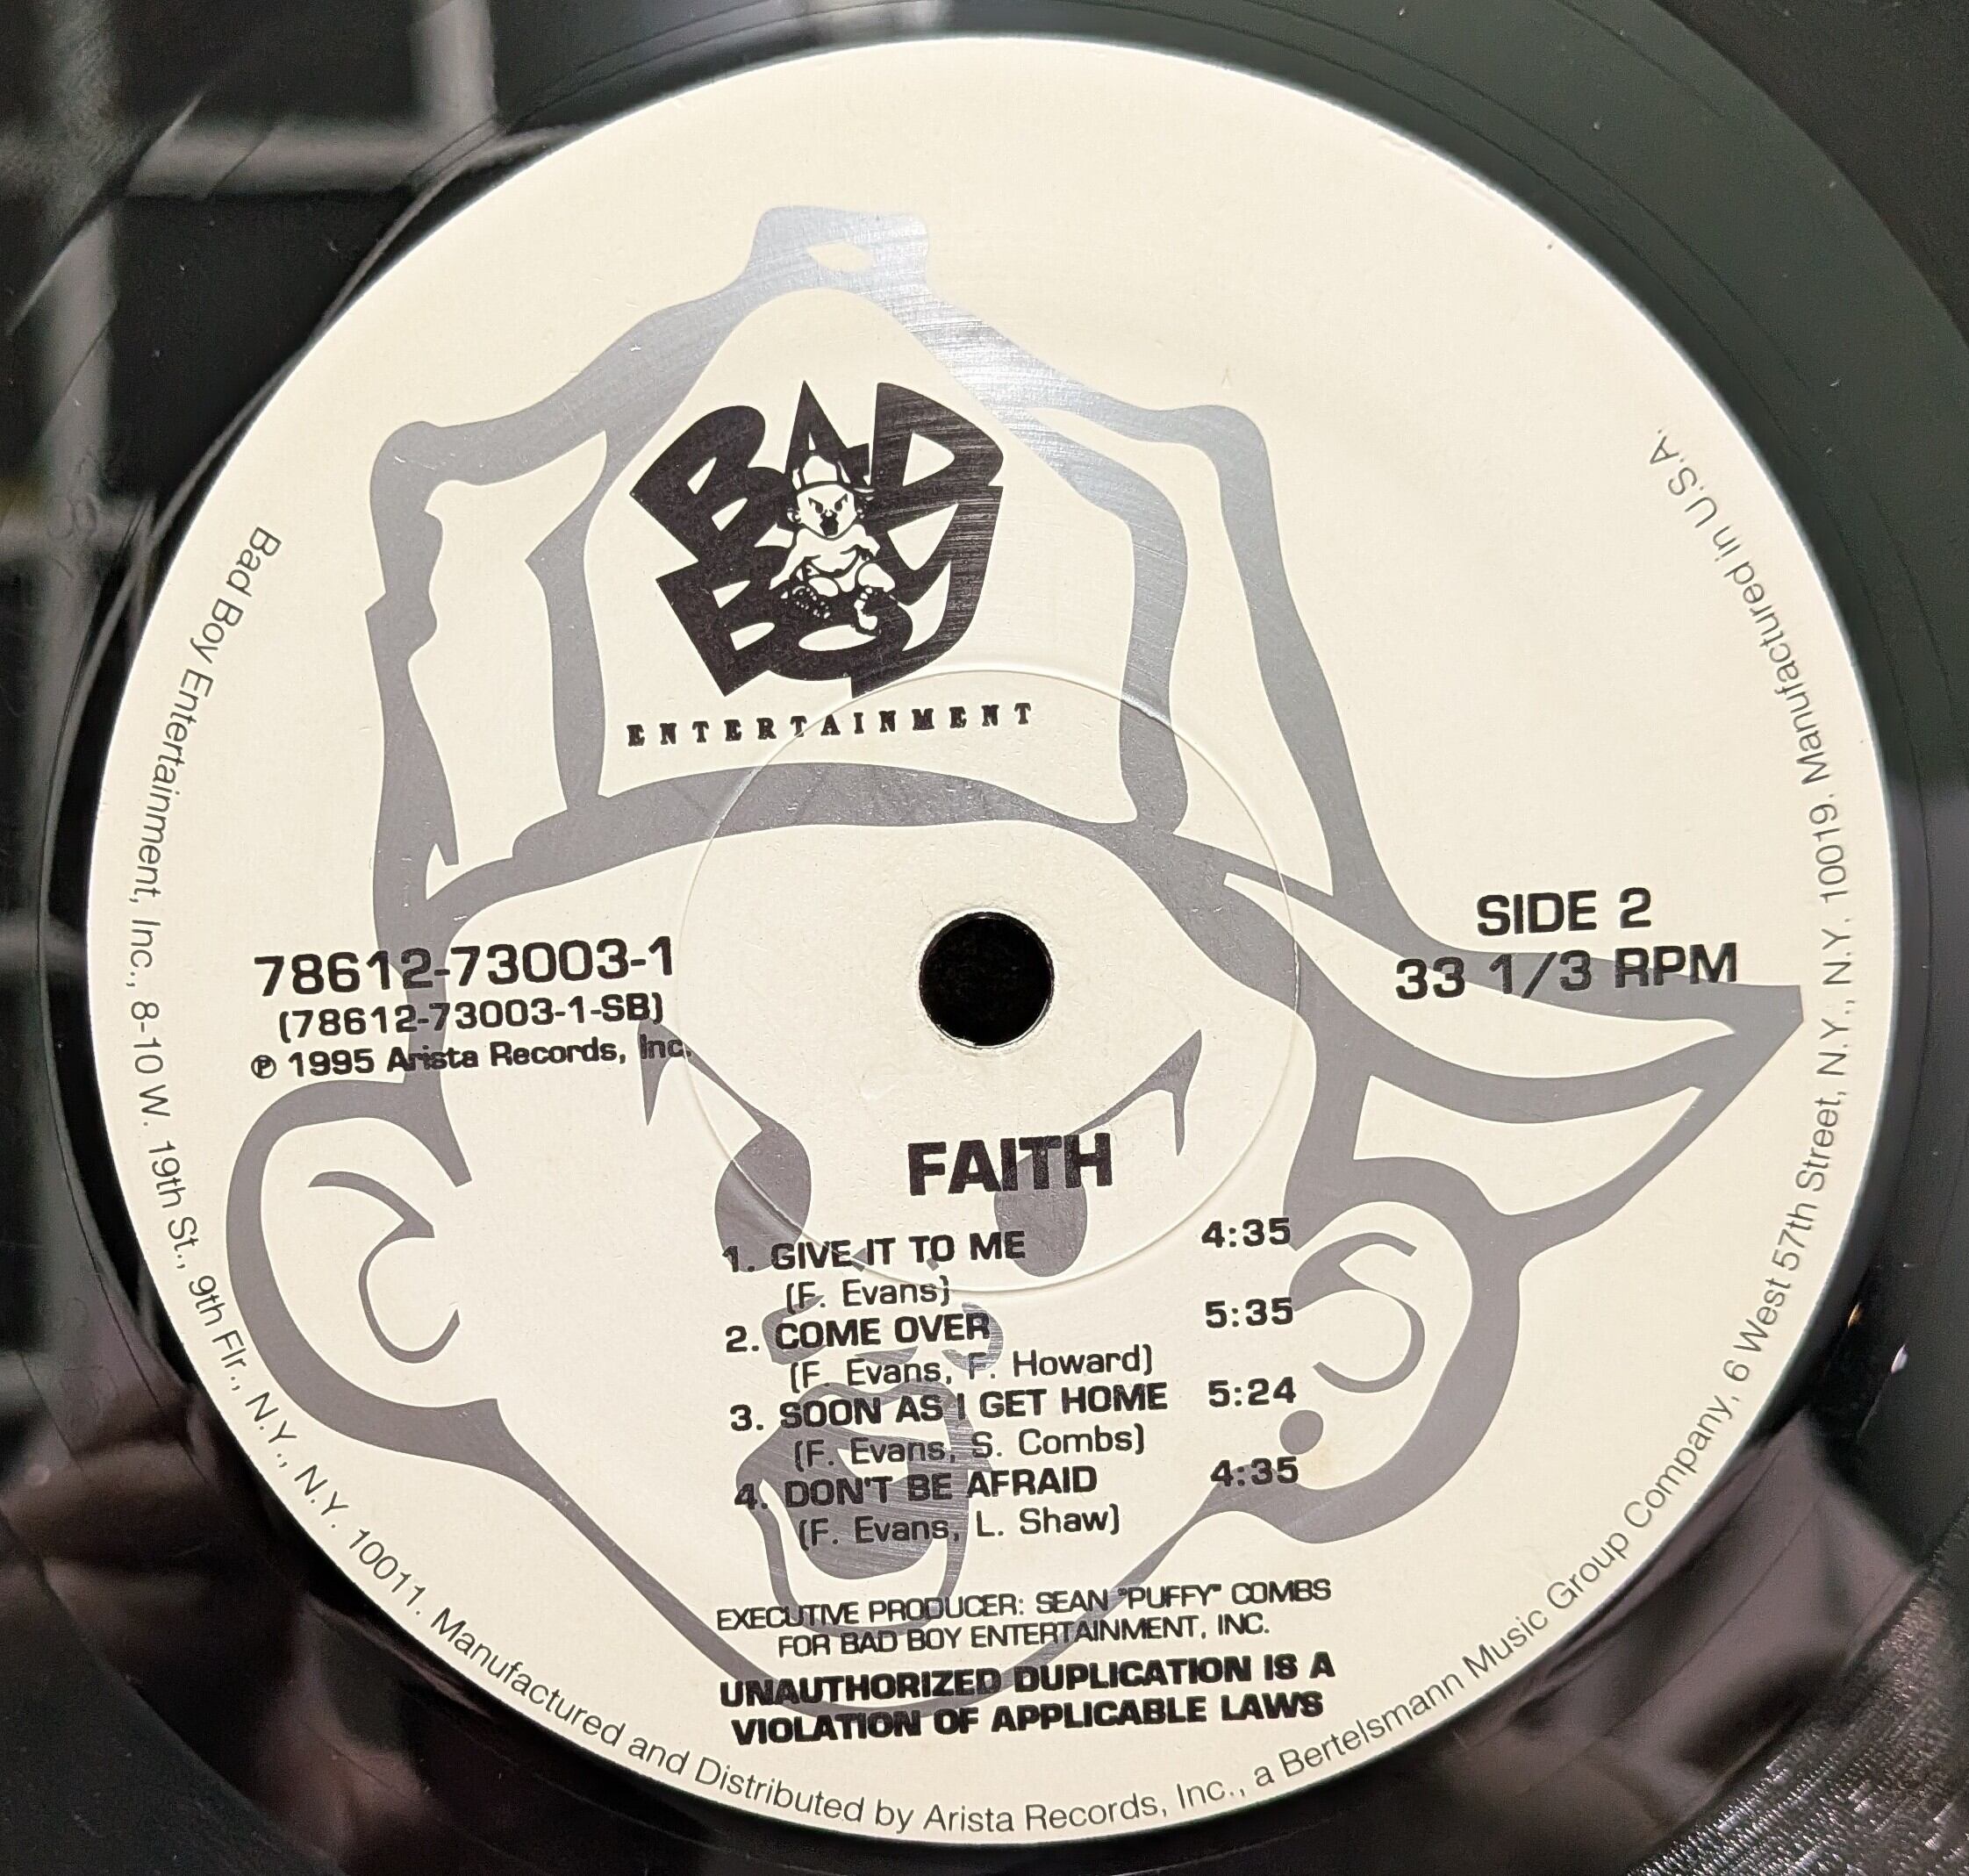 BAD BOY
ENTERTAINMENT
78612-73003-1
(78612-73003-1-SB)
℗ 1995 Arista Records, Inc.
SIDE 2
33 1/3 RPM
FAITH
1. GIVE IT TO ME 4:35
(F. Evans)
2. COME OVER 5:35
(F. Evans, F. Howard)
3. SOON AS I GET HOME 5:24
(F. Evans, S. Combs)
4. DON'T BE AFRAID 4:35
(F. Evans, L. Shaw)
EXECUTIVE PRODUCER: SEAN "PUFFY" COMBS
FOR BAD BOY ENTERTAINMENT, INC.
UNAUTHORIZED DUPLICATION IS A
VIOLATION OF APPLICABLE LAWS
Bad Boy Entertainment, Inc., 8-10 W. 19th St., 9th Flr., N.Y., N.Y. 10011. Manufactured and Distributed by Arista Records, Inc., a Bertelsmann Music Group Company, 6 West 57th Street, N.Y., N.Y. 10019. Manufactured in U.S.A.